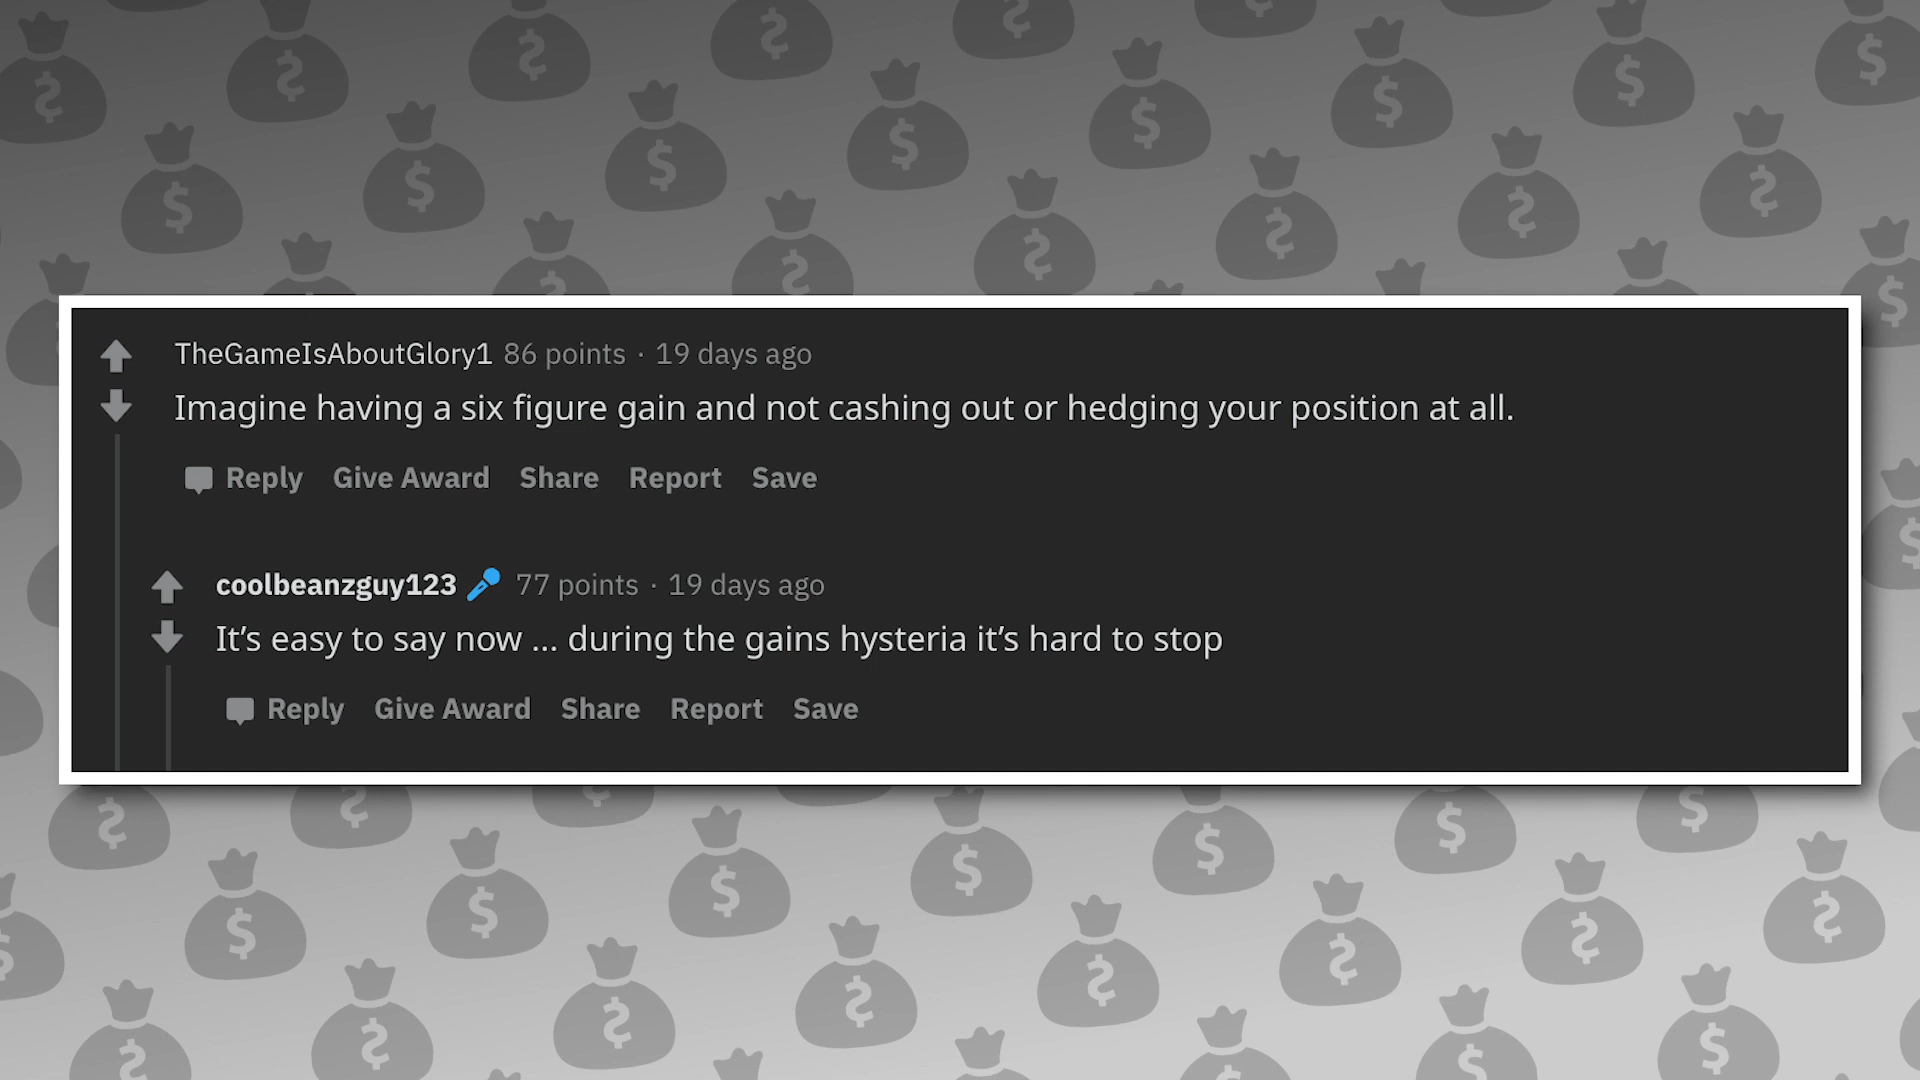 TheGameIsAboutGlory1 86 points · 19 days ago
Imagine having a six figure gain and not cashing out or hedging your position at all.
Reply Give Award Share Report Save
coolbeanzguy123 77 points · 19 days ago
It’s easy to say now ... during the gains hysteria it’s hard to stop
Reply Give Award Share Report Save